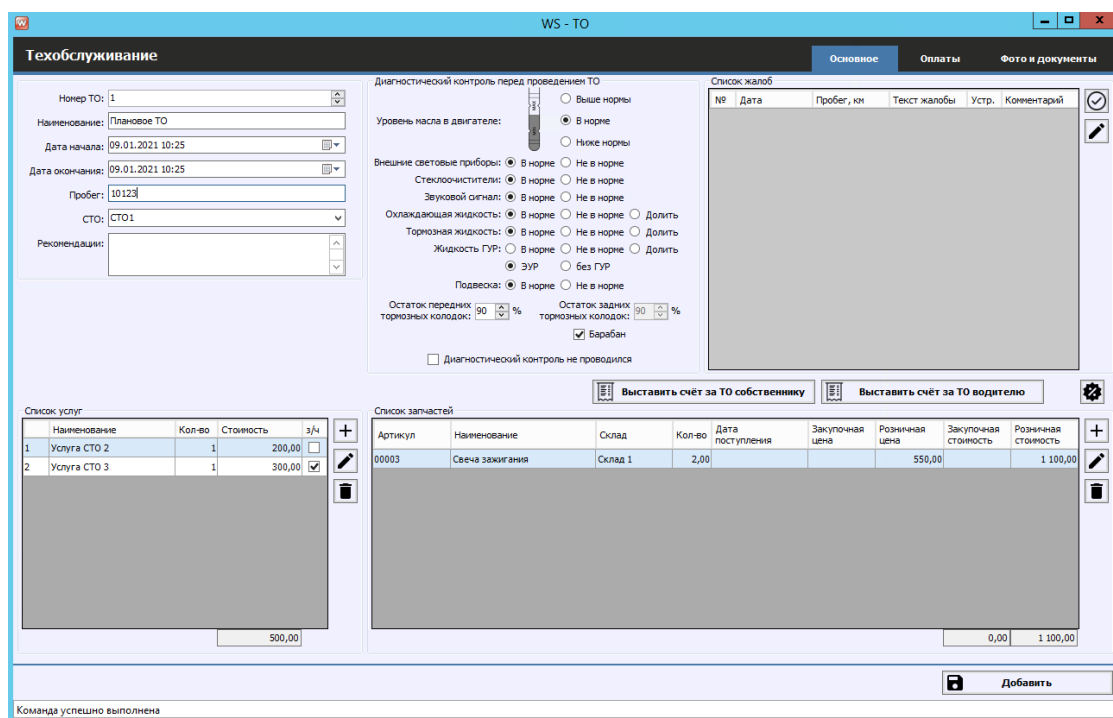 WS - ТО
Техобслуживание
Основное
Оплаты
Фото и документы
Номер ТО: 1
Наименование: Плановое ТО
Дата начала: 09.01.2021 10:25
Дата окончания: 09.01.2021 10:25
Пробег: 10123
СТО: СТО1
Рекомендации:
Диагностический контроль перед проведением ТО
Выше нормы
Уровень масла в двигателе: В норме
Ниже нормы
Внешние световые приборы: В норме Не в норме
Стеклоочистители: В норме Не в норме
Звуковой сигнал: В норме Не в норме
Охлаждающая жидкость: В норме Не в норме Долить
Тормозная жидкость: В норме Не в норме Долить
Жидкость ГУР: В норме Не в норме Долить
ЭУР без ГУР
Подвеска: В норме Не в норме
Остаток передних
тормозных колодок: 90 %
Остаток задних
тормозных колодок: 90 %
Барабан
Диагностический контроль не проводился
Список жалоб
№ Дата Пробег, км Текст жалобы Устр. Комментарий
Выставить счёт за ТО собственнику
Выставить счёт за ТО водителю
Список услуг
Наименование Кол-во Стоимость з/ч
1 Услуга СТО 2 1 200,00
2 Услуга СТО 3 1 300,00
500,00
Список запчастей
Артикул Наименование Склад Кол-во Дата поступления Закупочная цена Розничная цена Закупочная стоимость Розничная стоимость
00003 Свеча зажигания Склад 1 2,00 550,00 1 100,00
0,00 1 100,00
Добавить
Команда успешно выполнена